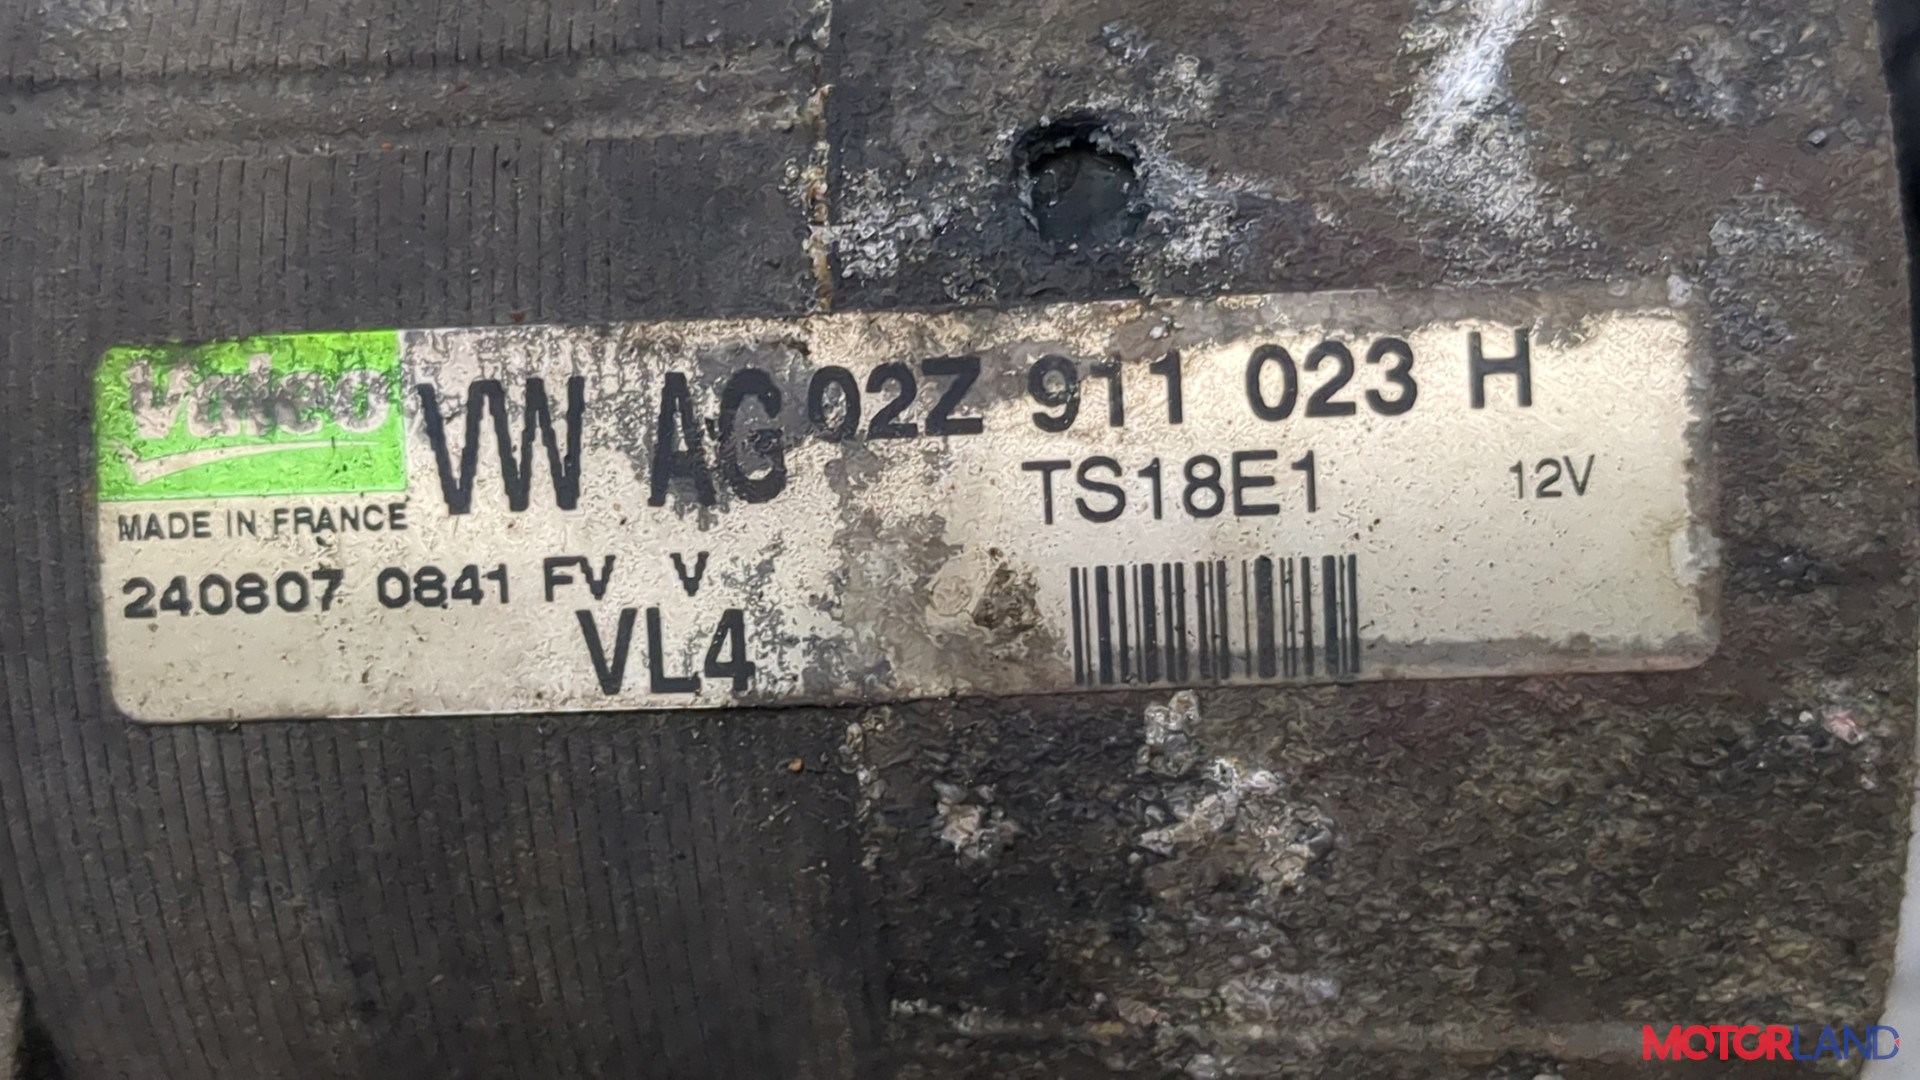 Valeo
VW AG 02Z 911 023 H
TS18E1 12V
MADE IN FRANCE
240807 0841 FV V
VL4
MOTORLAND